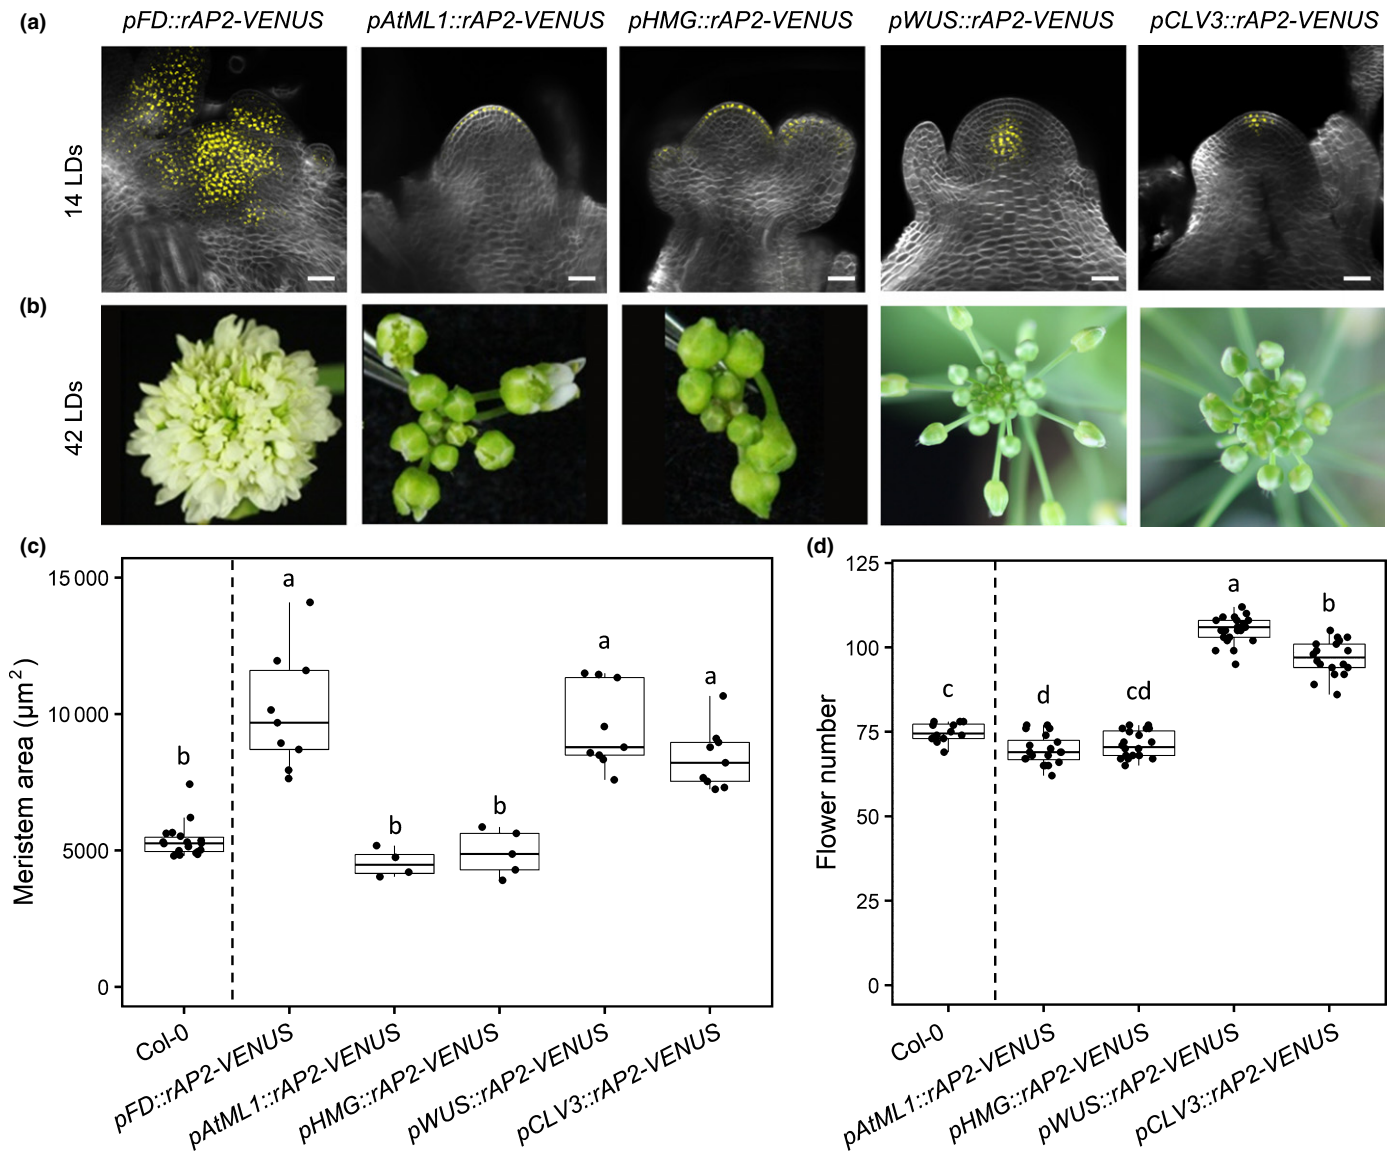 (a) pFD::rAP2-VENUS pAtML1::rAP2-VENUS pHMG::rAP2-VENUS pWUS::rAP2-VENUS pCLV3::rAP2-VENUS
14 LDs
(b)
42 LDs
(c)
Meristem area (µm²)
15 000
10 000
5000
0
b
a
b
b
a
a
Col-0
pFD::rAP2-VENUS
pAtML1::rAP2-VENUS
pHMG::rAP2-VENUS
pWUS::rAP2-VENUS
pCLV3::rAP2-VENUS
(d)
Flower number
125
100
75
50
25
0
c
d
cd
a
b
Col-0
pAtML1::rAP2-VENUS
pHMG::rAP2-VENUS
pWUS::rAP2-VENUS
pCLV3::rAP2-VENUS